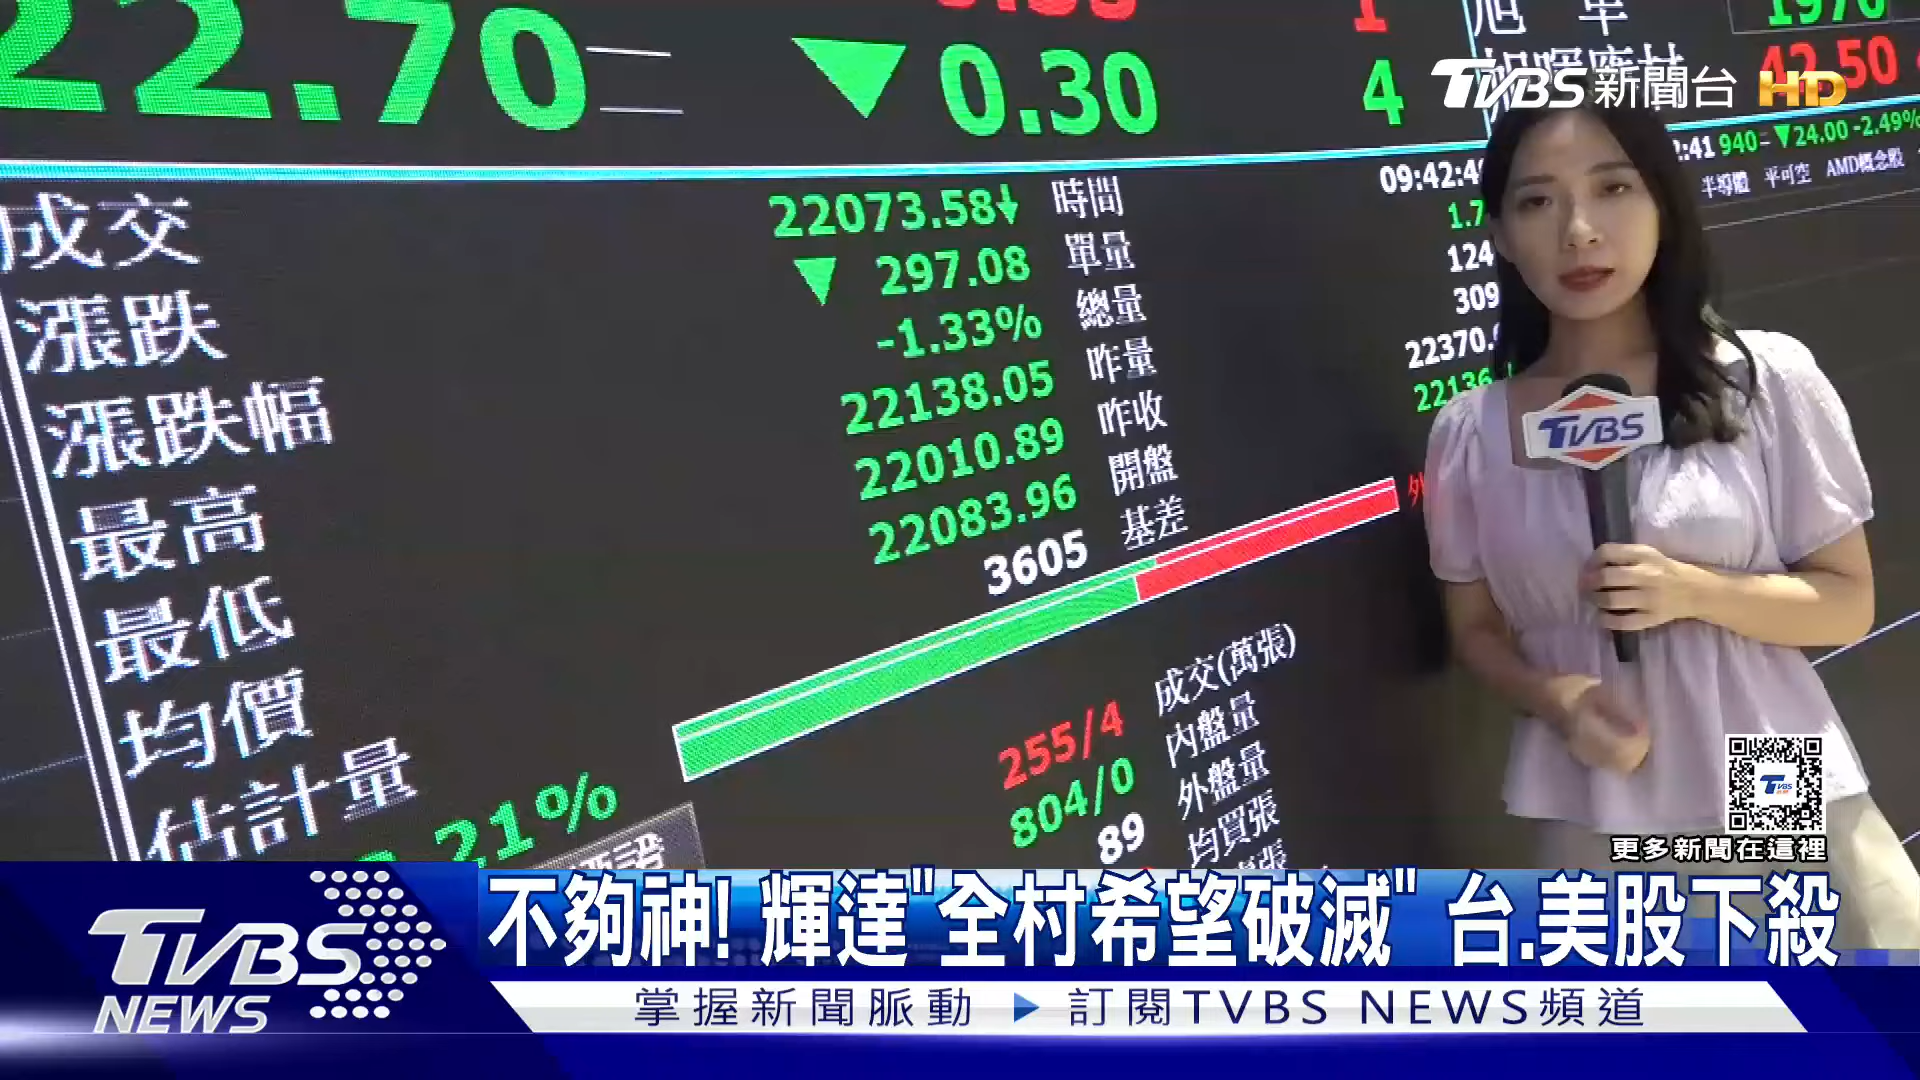 22.70
▼ 0.30
4
1976
42.50
TVBS新聞台 HD
2:41 940 ▼24.00 -2.49%
半導體 平可空 AMD概念股
成交 22073.58↓ 時間 09:42:4
漲跌 ▼ 297.08 單量 1.7
漲跌幅 -1.33% 總量 124
最高 22138.05 昨量 309
最低 22010.89 昨收 22370.
均價 22083.96 開盤 22136
估計量 3605 基差
21%
外
255/4 成交(萬張)
804/0 內盤量
89 外盤量
均買張
TVBS
TVBS
更多新聞在這裡
不夠神! 輝達"全村希望破滅" 台.美股下殺
TVBS NEWS
掌握新聞脈動 ▶ 訂閱TVBS NEWS頻道